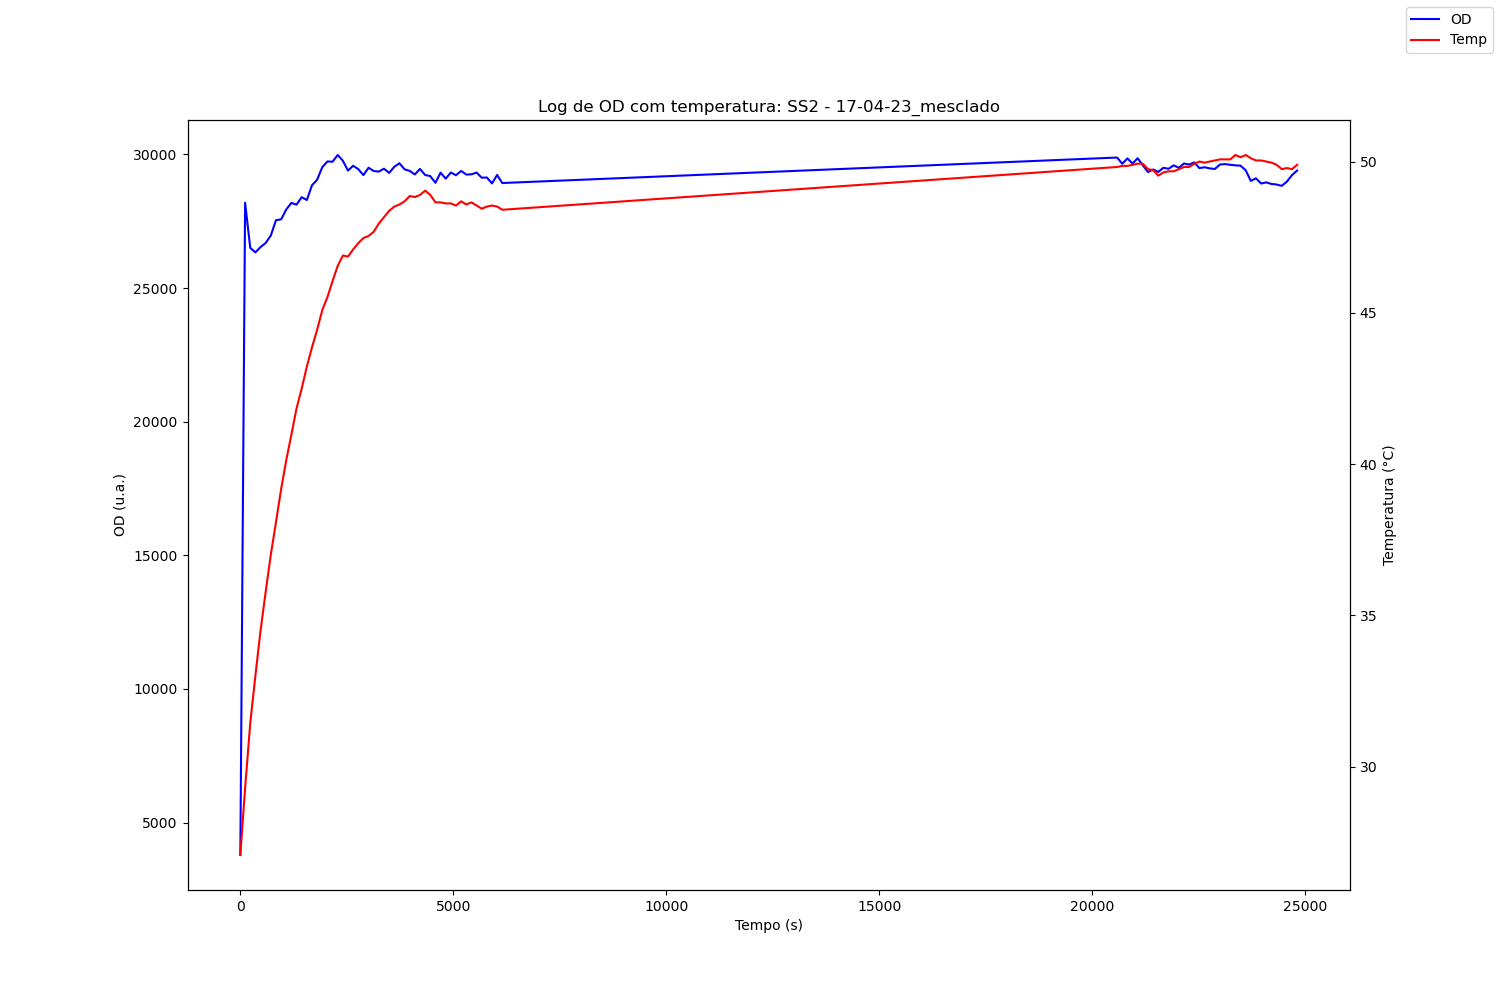 OD
Temp
Log de OD com temperatura: SS2 - 17-04-23_mesclado
30000
25000
20000
15000
10000
5000
OD (u.a.)
50
45
40
35
30
Temperatura (°C)
0
5000
10000
15000
20000
25000
Tempo (s)